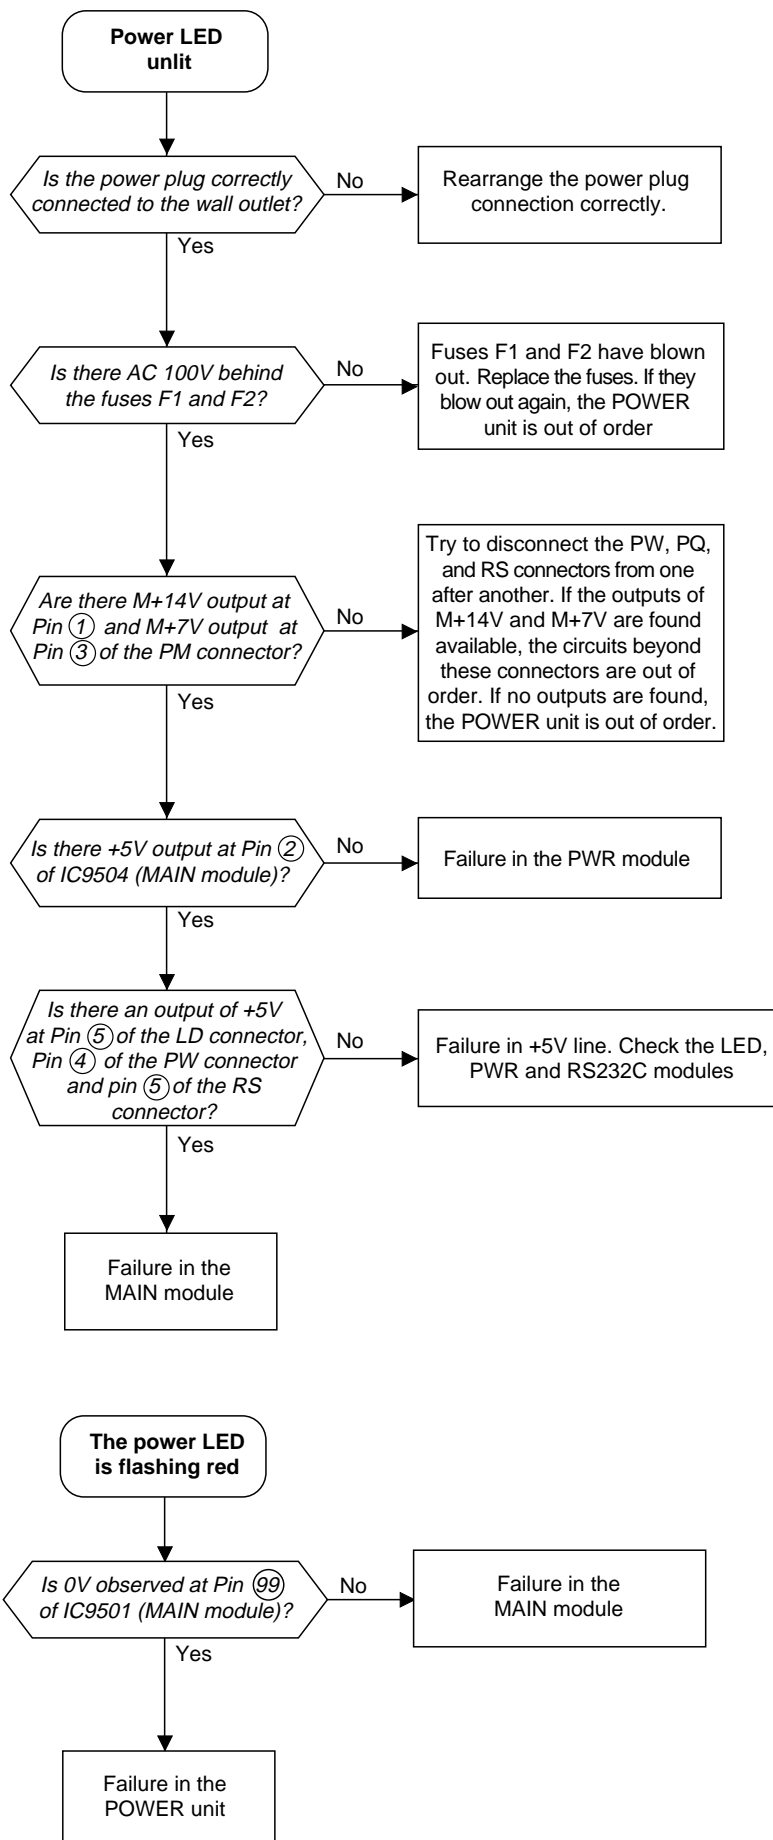 Power LED
unlit
Is the power plug correctly
connected to the wall outlet?
No
Rearrange the power plug
connection correctly.
Yes
Is there AC 100V behind
the fuses F1 and F2?
No
Fuses F1 and F2 have blown
out. Replace the fuses. If they
blow out again, the POWER
unit is out of order
Yes
Are there M+14V output at
Pin ① and M+7V output at
Pin ③ of the PM connector?
No
Try to disconnect the PW, PQ,
and RS connectors from one
after another. If the outputs of
M+14V and M+7V are found
available, the circuits beyond
these connectors are out of
order. If no outputs are found,
the POWER unit is out of order.
Yes
Is there +5V output at Pin ②
of IC9504 (MAIN module)?
No
Failure in the PWR module
Yes
Is there an output of +5V
at Pin ⑤ of the LD connector,
Pin ④ of the PW connector
and pin ⑤ of the RS
connector?
No
Failure in +5V line. Check the LED,
PWR and RS232C modules
Yes
Failure in the
MAIN module
The power LED
is flashing red
Is 0V observed at Pin 99
of IC9501 (MAIN module)?
No
Failure in the
MAIN module
Yes
Failure in the
POWER unit